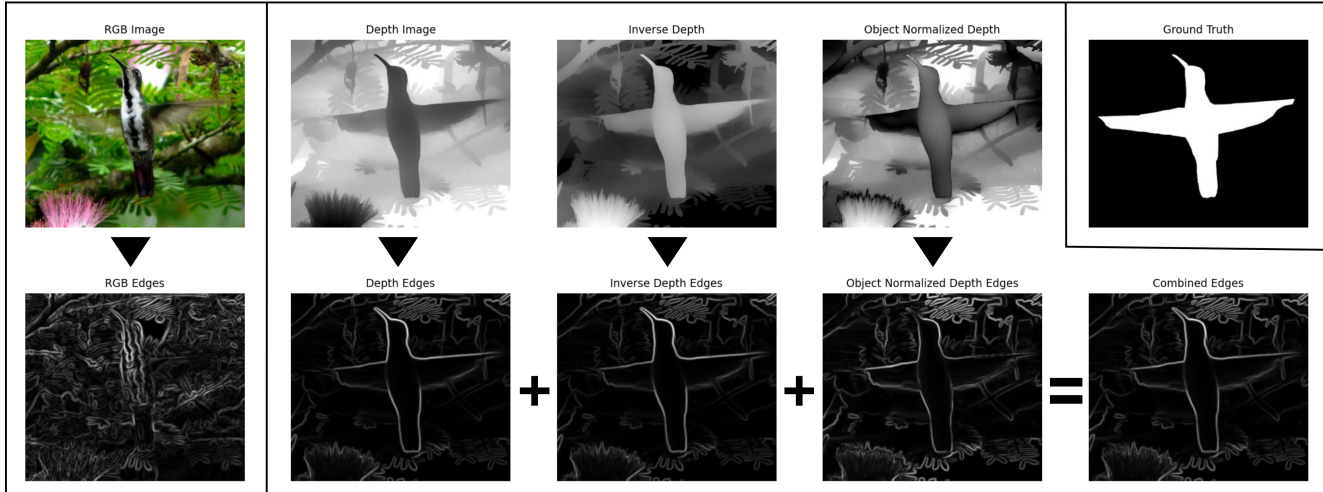 RGB Image
Depth Image
Inverse Depth
Object Normalized Depth
Ground Truth
RGB Edges
Depth Edges
Inverse Depth Edges
Object Normalized Depth Edges
Combined Edges
+
+
=